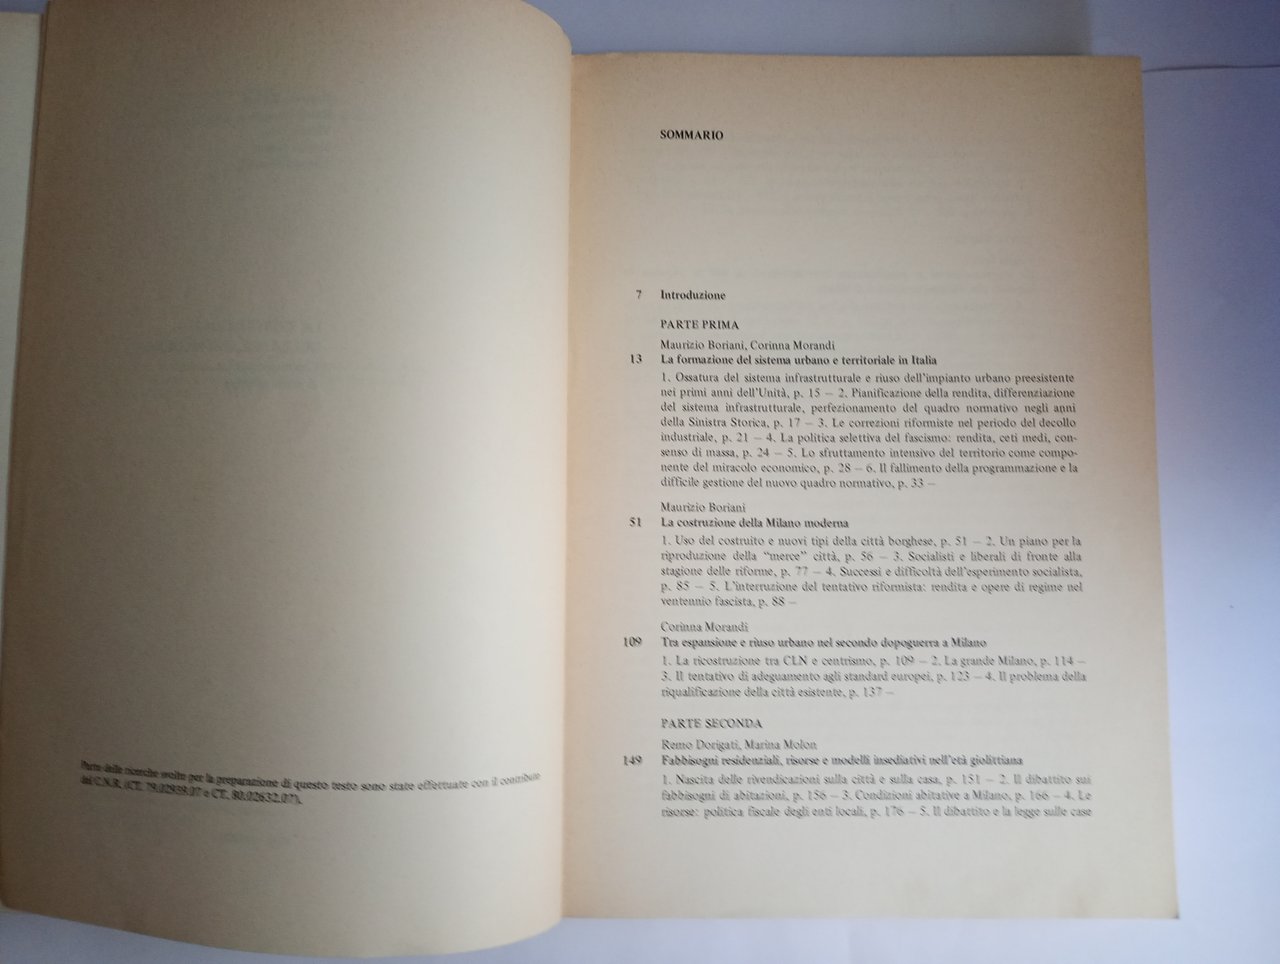 Parte delle ricerche svolte per la preparazione di questo testo sono state effettuate con il contributo
del C.N.R. (CT. 79.02939.07 e CT. 80.02632.07).
SOMMARIO
7 Introduzione
PARTE PRIMA
Maurizio Boriani, Corinna Morandi
13 La formazione del sistema urbano e territoriale in Italia
1. Ossatura del sistema infrastrutturale e riuso dell'impianto urbano preesistente
nei primi anni dell'Unità, p. 15 – 2. Pianificazione della rendita, differenziazione
del sistema infrastrutturale, perfezionamento del quadro normativo negli anni
della Sinistra Storica, p. 17 – 3. Le correzioni riformiste nel periodo del decollo
industriale, p. 21 – 4. La politica selettiva del fascismo: rendita, ceti medi, con-
senso di massa, p. 24 – 5. Lo sfruttamento intensivo del territorio come compo-
nente del miracolo economico, p. 28 – 6. Il fallimento della programmazione e la
difficile gestione del nuovo quadro normativo, p. 33 –
Maurizio Boriani
51 La costruzione della Milano moderna
1. Uso del costruito e nuovi tipi della città borghese, p. 51 – 2. Un piano per la
riproduzione della "merce" città, p. 56 – 3. Socialisti e liberali di fronte alla
stagione delle riforme, p. 77 – 4. Successi e difficoltà dell'esperimento socialista,
p. 85 – 5. L'interruzione del tentativo riformista: rendita e opere di regime nel
ventennio fascista, p. 88 –
Corinna Morandi
109 Tra espansione e riuso urbano nel secondo dopoguerra a Milano
1. La ricostruzione tra CLN e centrismo, p. 109 – 2. La grande Milano, p. 114 –
3. Il tentativo di adeguamento agli standard europei, p. 123 – 4. Il problema della
riqualificazione della città esistente, p. 137 –
PARTE SECONDA
Remo Dorigati, Marina Molon
149 Fabbisogni residenziali, risorse e modelli insediativi nell'età giolittiana
1. Nascita delle rivendicazioni sulla città e sulla casa, p. 151 – 2. Il dibattito sui
fabbisogni di abitazioni, p. 156 – 3. Condizioni abitative a Milano, p. 166 – 4. Le
risorse: politica fiscale degli enti locali, p. 176 – 5. Il dibattito e la legge sulle case